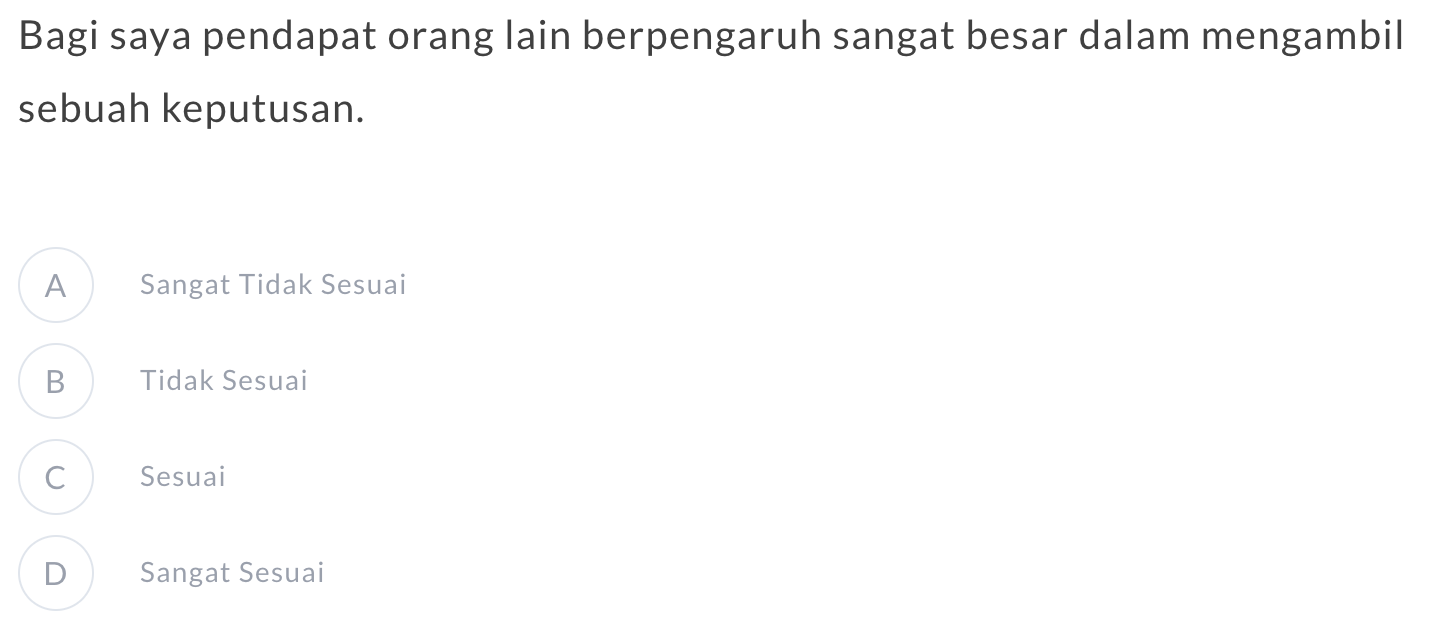 Bagi saya pendapat orang lain berpengaruh sangat besar dalam mengambil
sebuah keputusan.
A Sangat Tidak Sesuai
B Tidak Sesuai
C Sesuai
D Sangat Sesuai